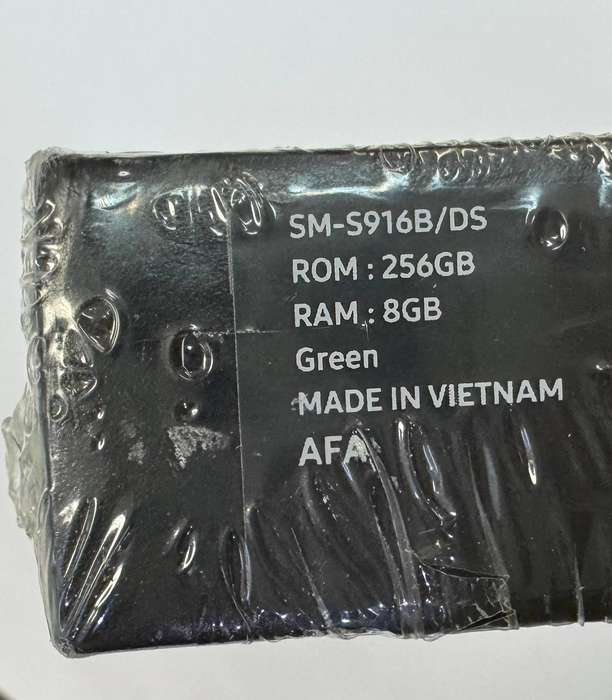 SM-S916B/DS
ROM : 256GB
RAM : 8GB
Green
MADE IN VIETNAM
AFA